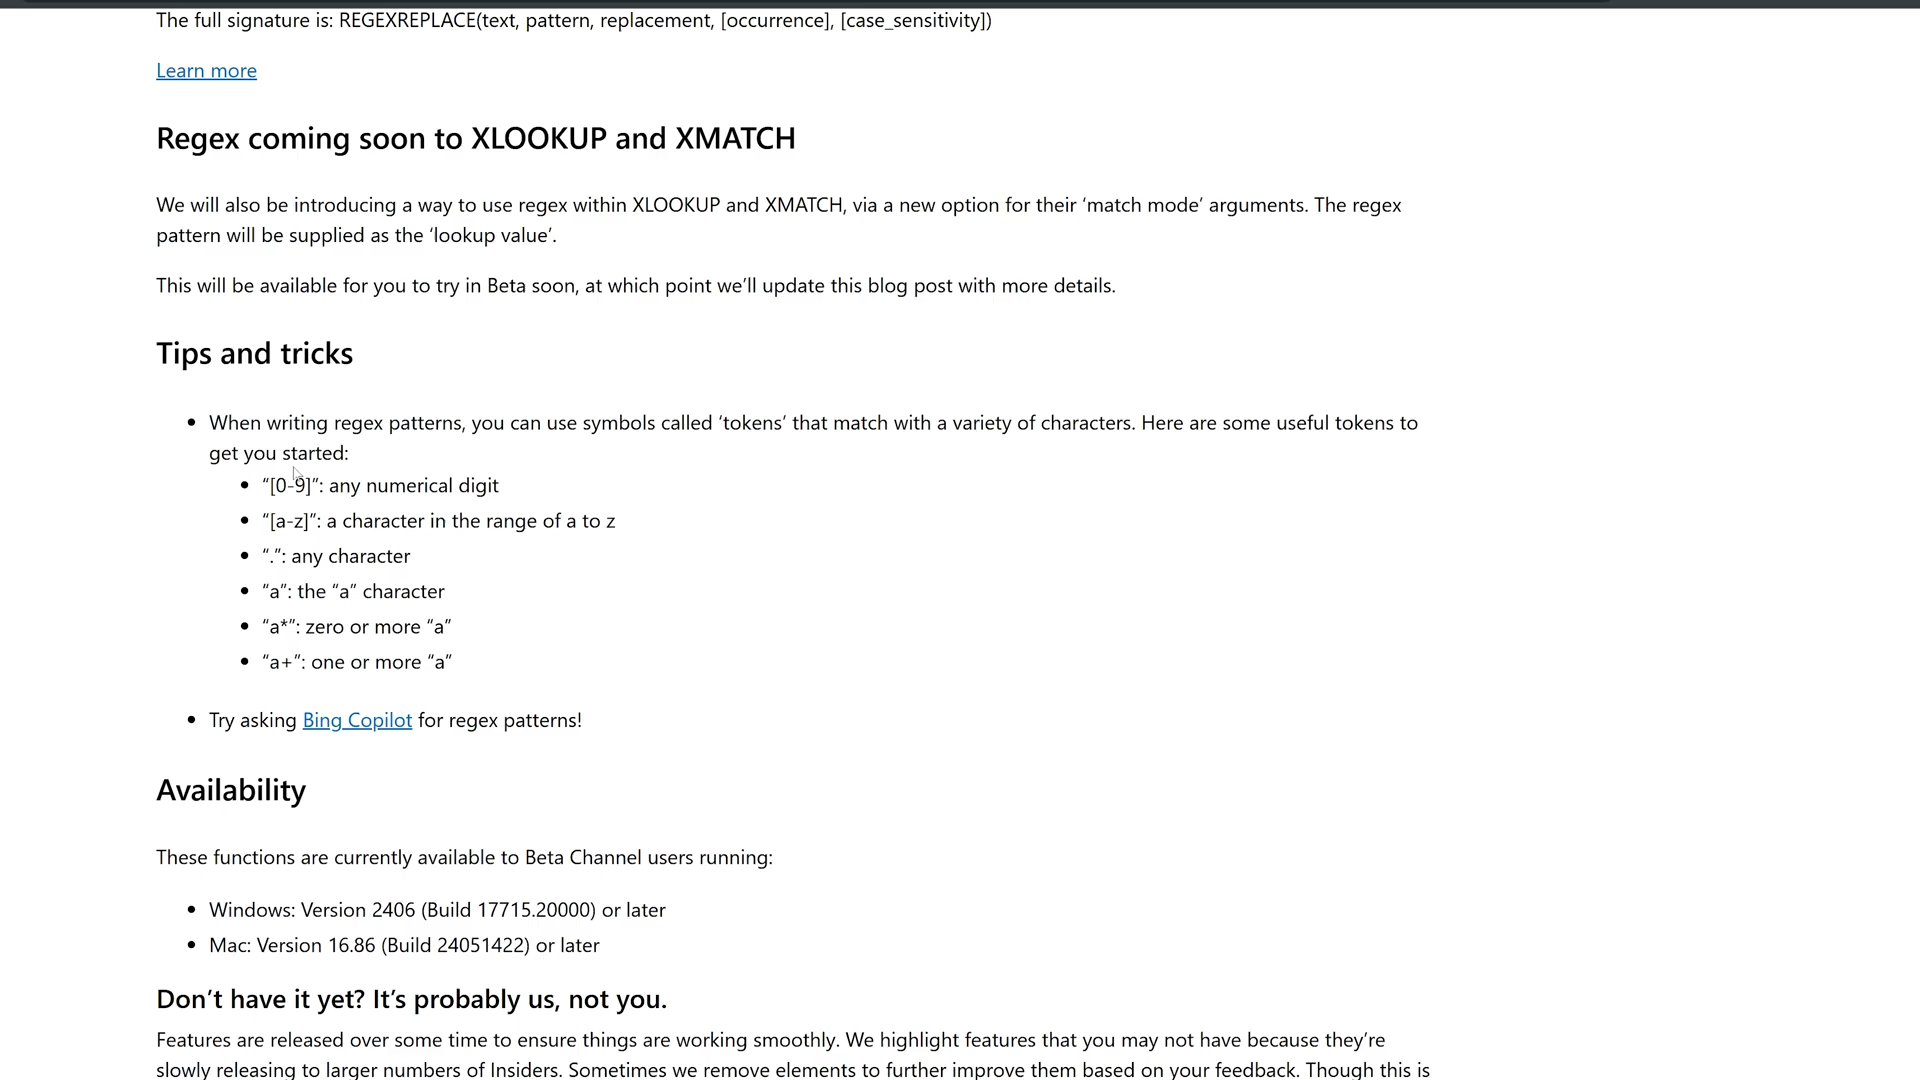 The full signature is: REGEXREPLACE(text, pattern, replacement, [occurrence], [case_sensitivity])
Learn more
Regex coming soon to XLOOKUP and XMATCH
We will also be introducing a way to use regex within XLOOKUP and XMATCH, via a new option for their ‘match mode’ arguments. The regex
pattern will be supplied as the ‘lookup value’.
This will be available for you to try in Beta soon, at which point we’ll update this blog post with more details.
Tips and tricks
• When writing regex patterns, you can use symbols called ‘tokens’ that match with a variety of characters. Here are some useful tokens to
get you started:
• “[0-9]”: any numerical digit
• “[a-z]”: a character in the range of a to z
• “.”: any character
• “a”: the “a” character
• “a*”: zero or more “a”
• “a+”: one or more “a”
• Try asking Bing Copilot for regex patterns!
Availability
These functions are currently available to Beta Channel users running:
• Windows: Version 2406 (Build 17715.20000) or later
• Mac: Version 16.86 (Build 24051422) or later
Don’t have it yet? It’s probably us, not you.
Features are released over some time to ensure things are working smoothly. We highlight features that you may not have because they’re
slowly releasing to larger numbers of Insiders. Sometimes we remove elements to further improve them based on your feedback. Though this is